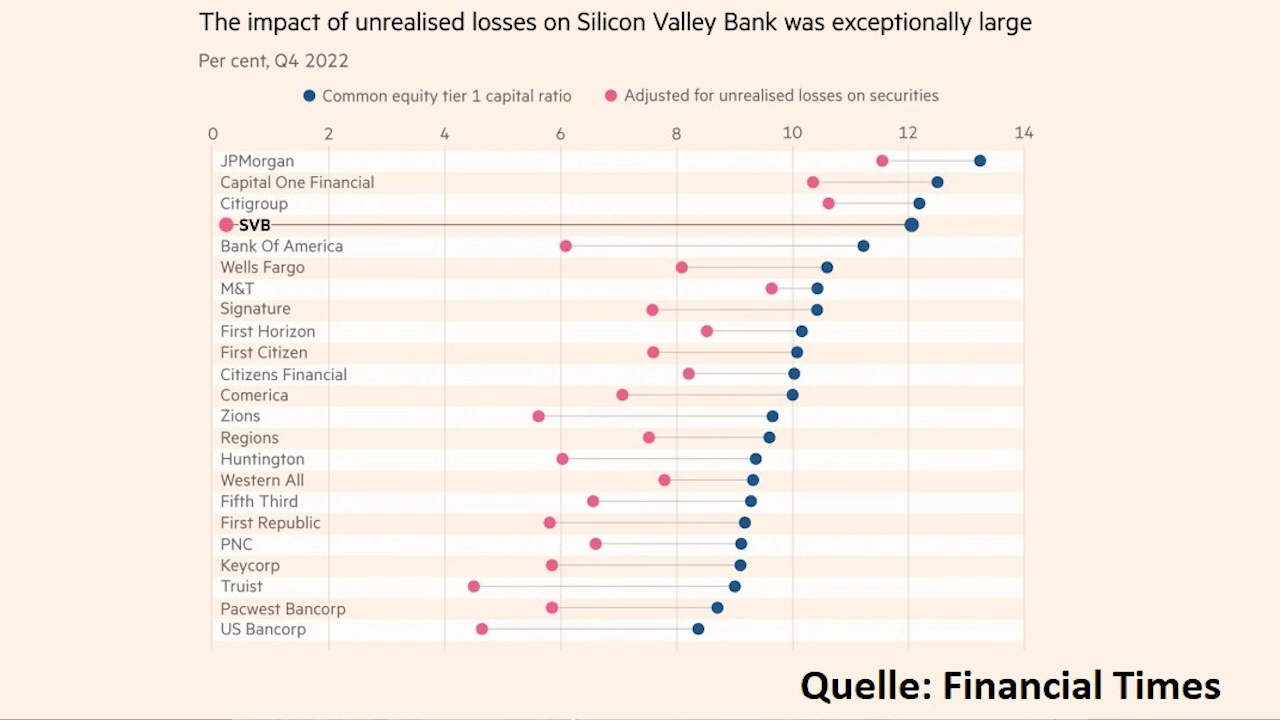 The impact of unrealised losses on Silicon Valley Bank was exceptionally large
Per cent, Q4 2022
Common equity tier 1 capital ratio Adjusted for unrealised losses on securities
0 2 4 6 8 10 12 14
JPMorgan
Capital One Financial
Citigroup
SVB
Bank Of America
Wells Fargo
M&T
Signature
First Horizon
First Citizen
Citizens Financial
Comerica
Zions
Regions
Huntington
Western All
Fifth Third
First Republic
PNC
Keycorp
Truist
Pacwest Bancorp
US Bancorp
Quelle: Financial Times